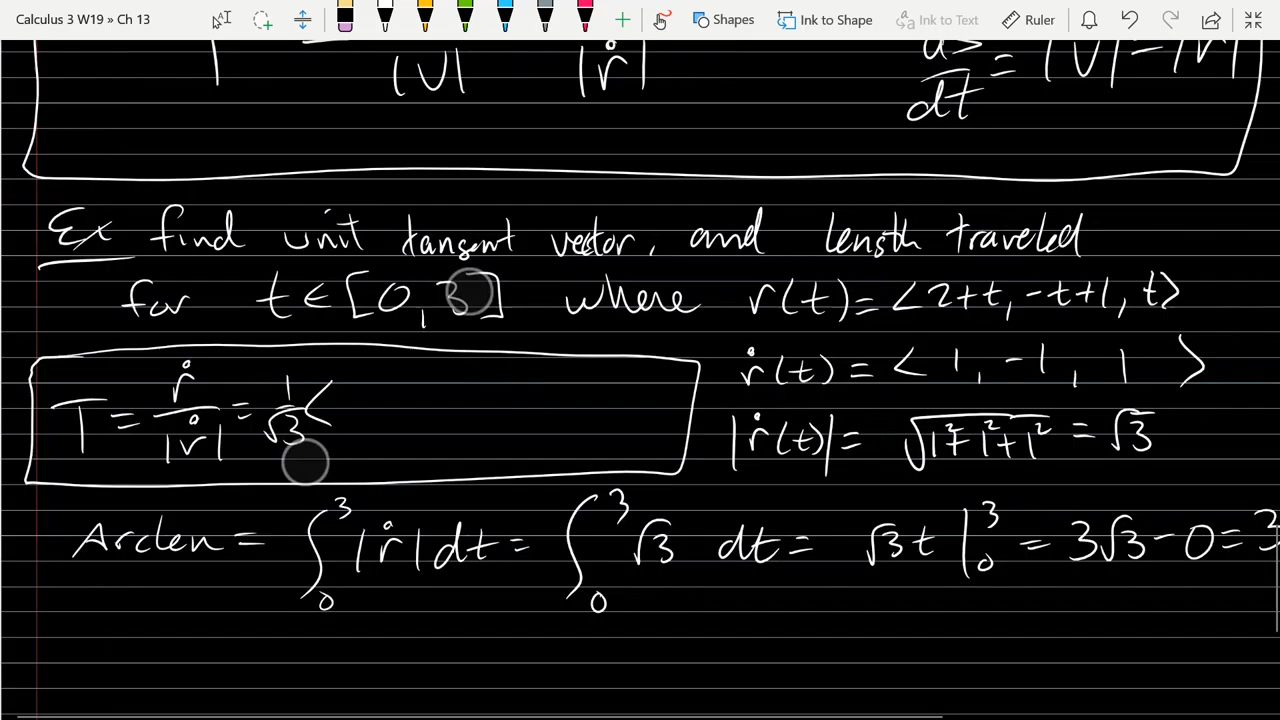 Calculus 3 W19 » Ch 13
Shapes
Ink to Shape
Ink to Text
Ruler
|V| |ṙ|
dt = |V| = |ṙ|
Ex find unit tangent vector, and length traveled
for t ∈ [0, 3] where r(t) = <2+t, -t+1, t>
ṙ(t) = < 1, -1, 1 >
T = ṙ/|ṙ| = 1/√3 <
|ṙ(t)| = √(1²+1²+1²) = √3
Arclen = ∫₀³ |ṙ| dt = ∫₀³ √3 dt = √3 t |₀³ = 3√3 - 0 = 3